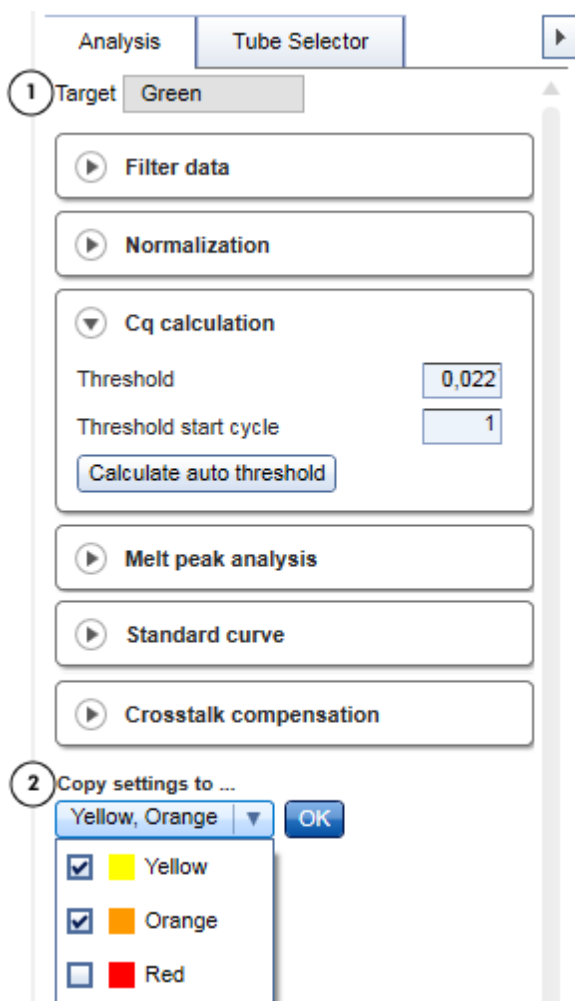 Analysis Tube Selector
1 Target Green
Filter data
Normalization
Cq calculation
Threshold 0,022
Threshold start cycle 1
Calculate auto threshold
Melt peak analysis
Standard curve
Crosstalk compensation
2 Copy settings to ...
Yellow, Orange OK
Yellow
Orange
Red